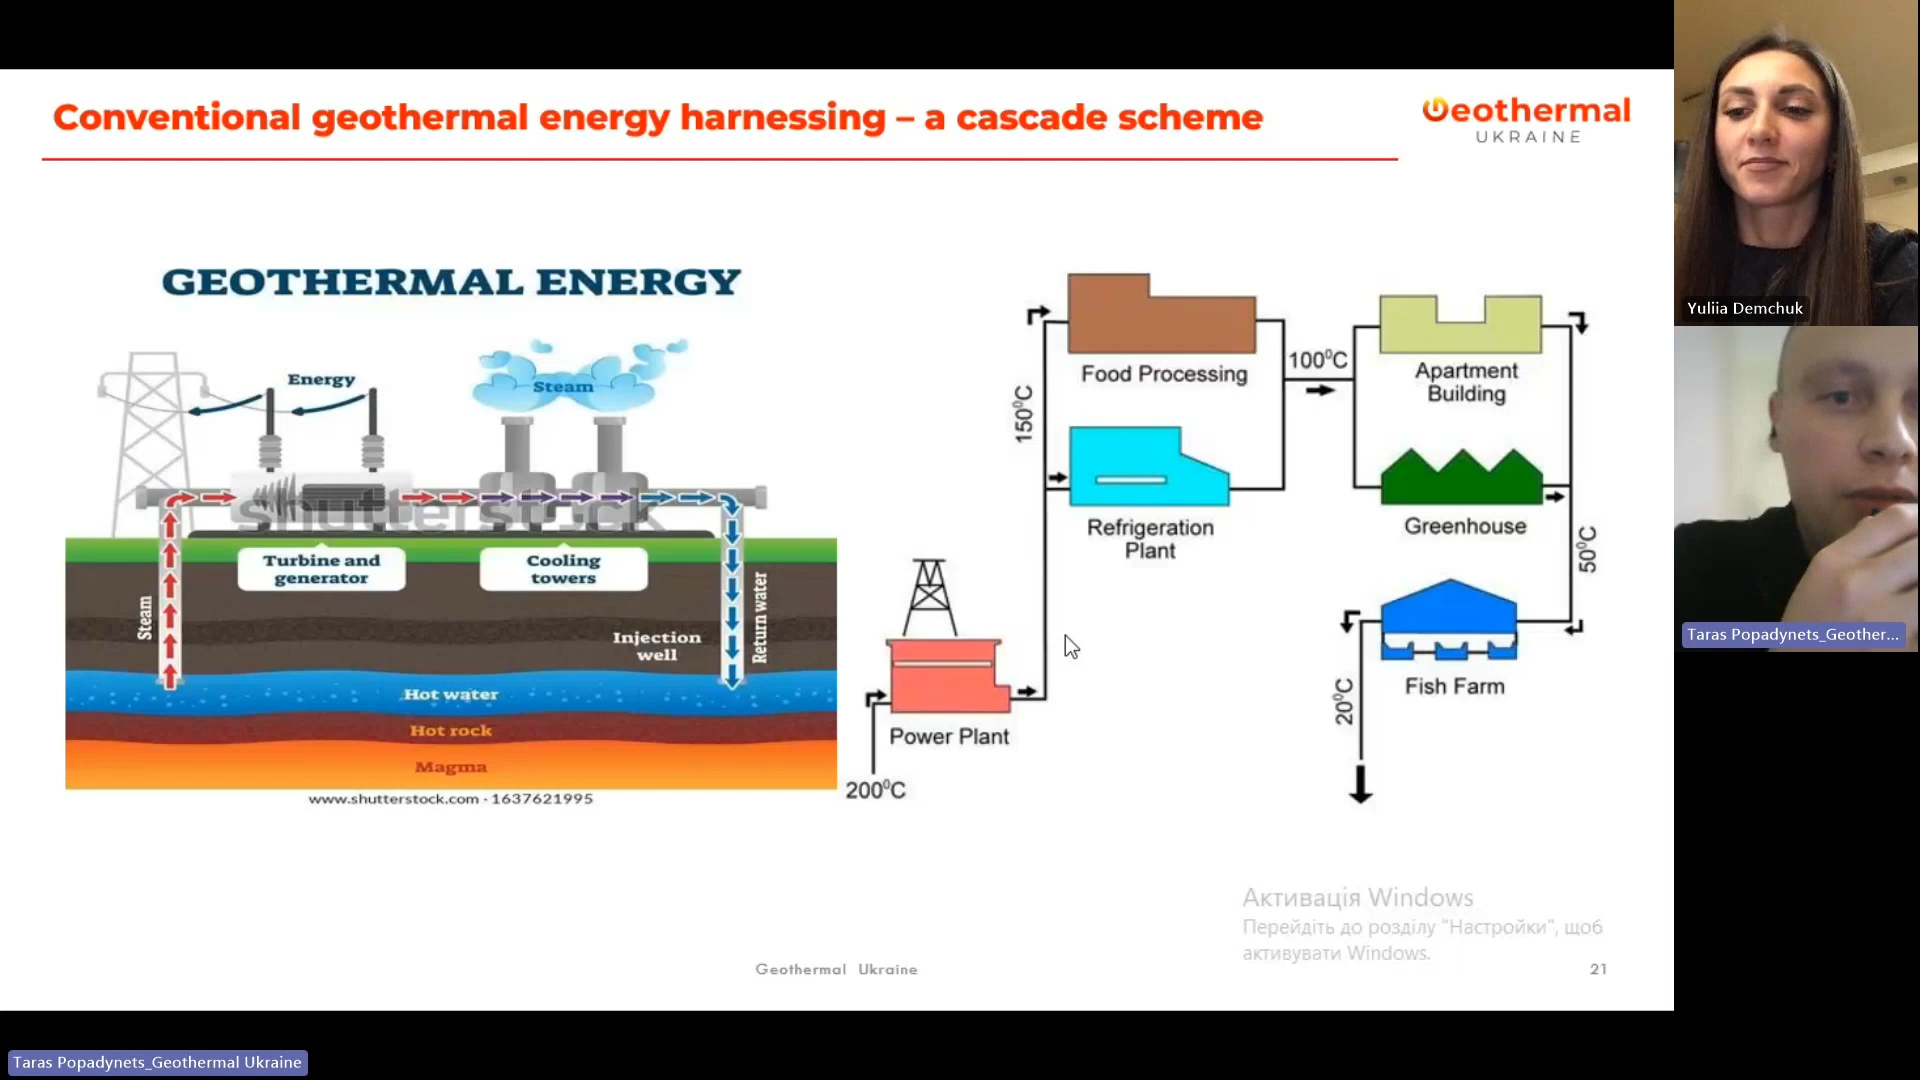 Conventional geothermal energy harnessing – a cascade scheme
Geothermal
UKRAINE
GEOTHERMAL ENERGY
Energy
Steam
shutterstock
Turbine and
generator
Cooling
towers
Steam
Injection
well
Return water
Hot water
Hot rock
Magma
www.shutterstock.com · 1637621995
Food Processing
150⁰C
Refrigeration
Plant
100⁰C
Apartment
Building
Greenhouse
50⁰C
Fish Farm
20⁰C
Power Plant
200⁰C
Активація Windows
Перейдіть до розділу "Настройки", щоб
активувати Windows.
Geothermal Ukraine
21
Yuliia Demchuk
Taras Popadynets_Geother...
Taras Popadynets_Geothermal Ukraine